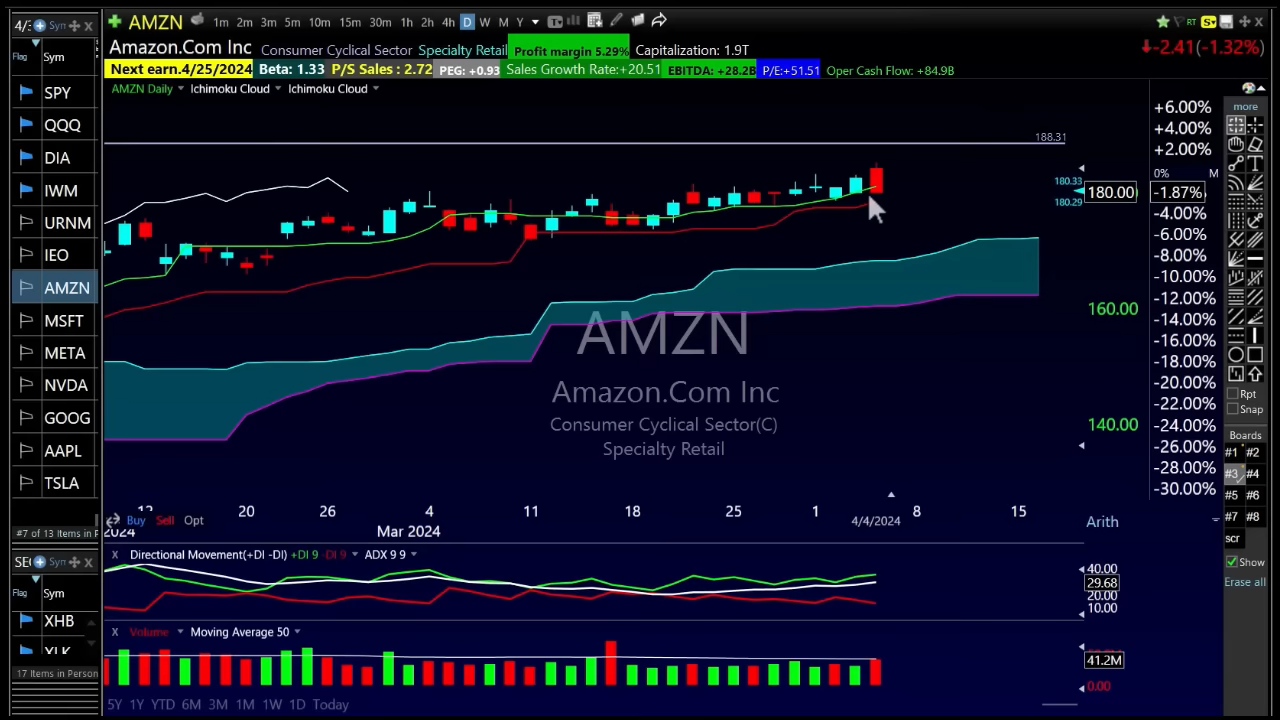 4/3 Sym
AMZN 1m 2m 3m 5m 10m 15m 30m 1h 2h 4h D W M Y RT S
Amazon.Com Inc Consumer Cyclical Sector Specialty Retail Profit margin 5.29% Capitalization: 1.9T
-2.41(-1.32%)
Next earn.4/25/2024 Beta: 1.33 P/S Sales : 2.72 PEG: +0.93 Sales Growth Rate:+20.51 EBITDA: +28.2B P/E:+51.51 Oper Cash Flow: +84.9B
AMZN Daily Ichimoku Cloud Ichimoku Cloud
Flag Sym
SPY
QQQ
DIA
IWM
URNM
IEO
AMZN
MSFT
META
NVDA
GOOG
AAPL
TSLA
#7 of 13 Items in P
Sym
Flag Sym
XHB
XLK
17 Items in Person
188.31
180.33
180.00
180.29
160.00
140.00
+6.00%
+4.00%
+2.00%
0% M
-1.87%
-4.00%
-6.00%
-8.00%
-10.00%
-12.00%
-14.00%
-16.00%
-18.00%
-20.00%
-22.00%
-24.00%
-26.00%
-28.00%
-30.00%
AMZN
Amazon.Com Inc
Consumer Cyclical Sector(C)
Specialty Retail
20 26 4 11 18 25 1 8 15
Buy Sell Opt
2024 Mar 2024 4/4/2024
Arith
X Directional Movement(+DI -DI) +DI 9 -DI 9 ADX 9 9
40.00
29.68
20.00
10.00
X Volume Moving Average 50
41.2M
0.00
5Y 1Y YTD 6M 3M 1M 1W 1D Today
more
T
Rpt
Snap
Boards
#1 #2
#3 #4
#5 #6
#7 #8
scr
Show
Erase all